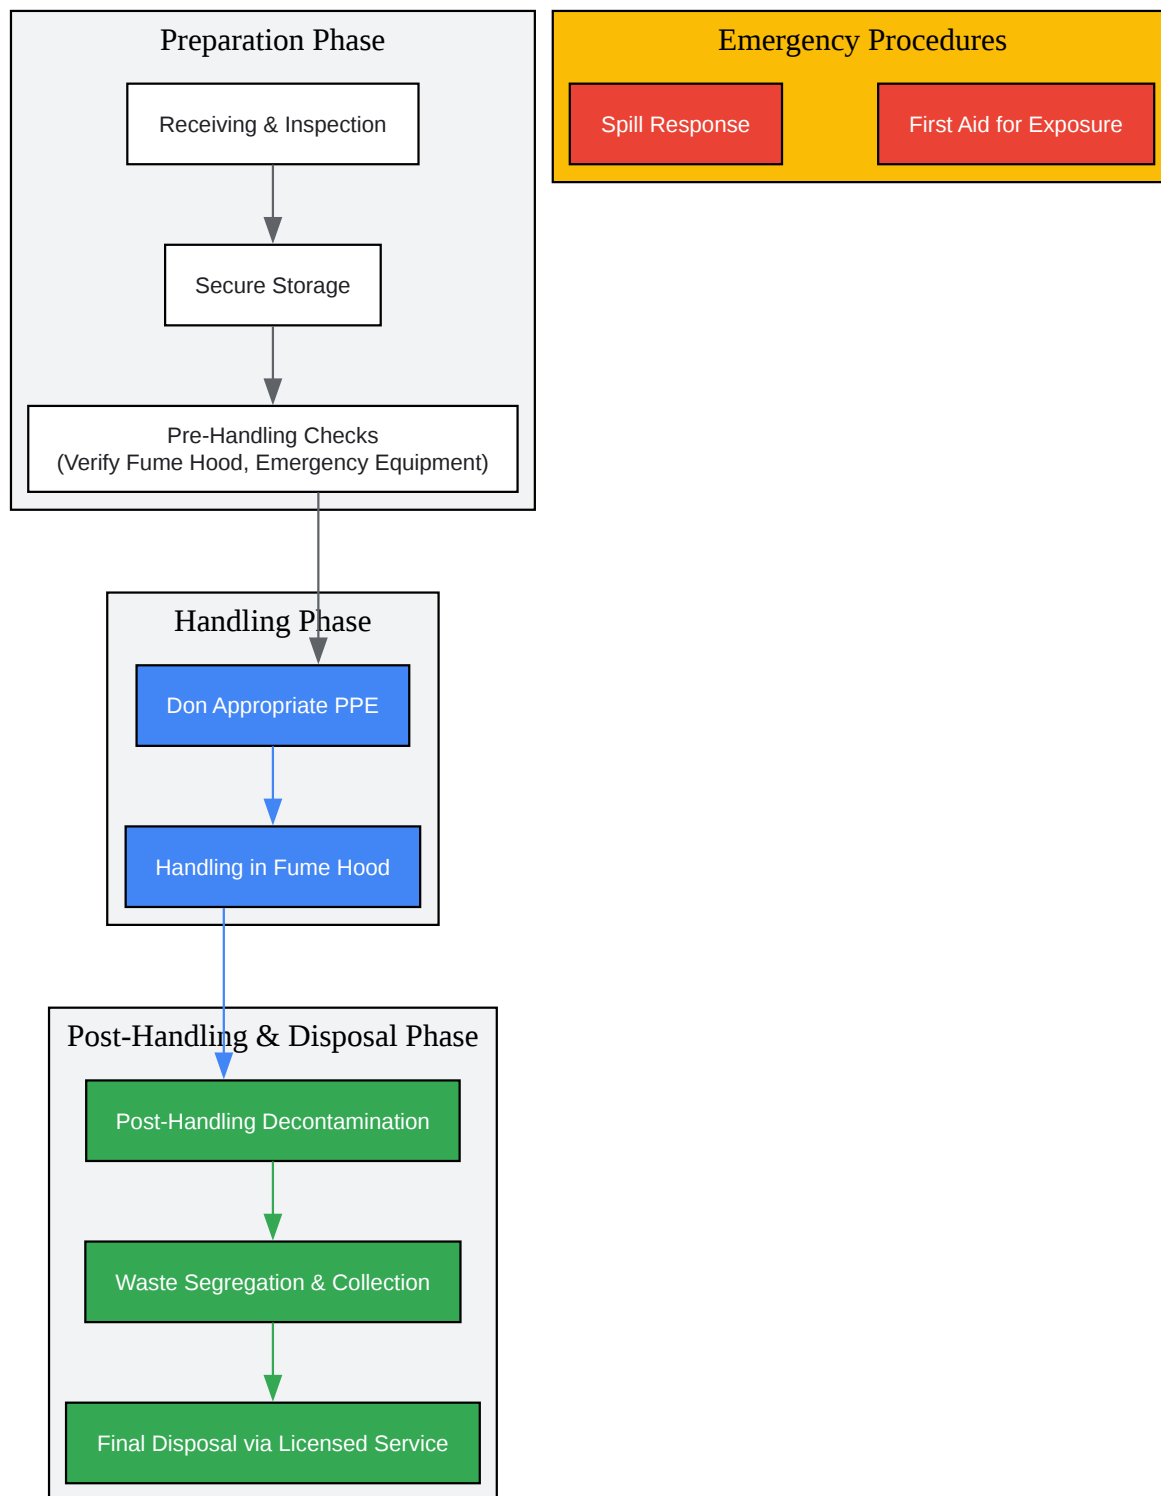 Preparation Phase
Receiving & Inspection
Secure Storage
Pre-Handling Checks
(Verify Fume Hood, Emergency Equipment)
Emergency Procedures
Spill Response
First Aid for Exposure
Handling Phase
Don Appropriate PPE
Handling in Fume Hood
Post-Handling & Disposal Phase
Post-Handling Decontamination
Waste Segregation & Collection
Final Disposal via Licensed Service